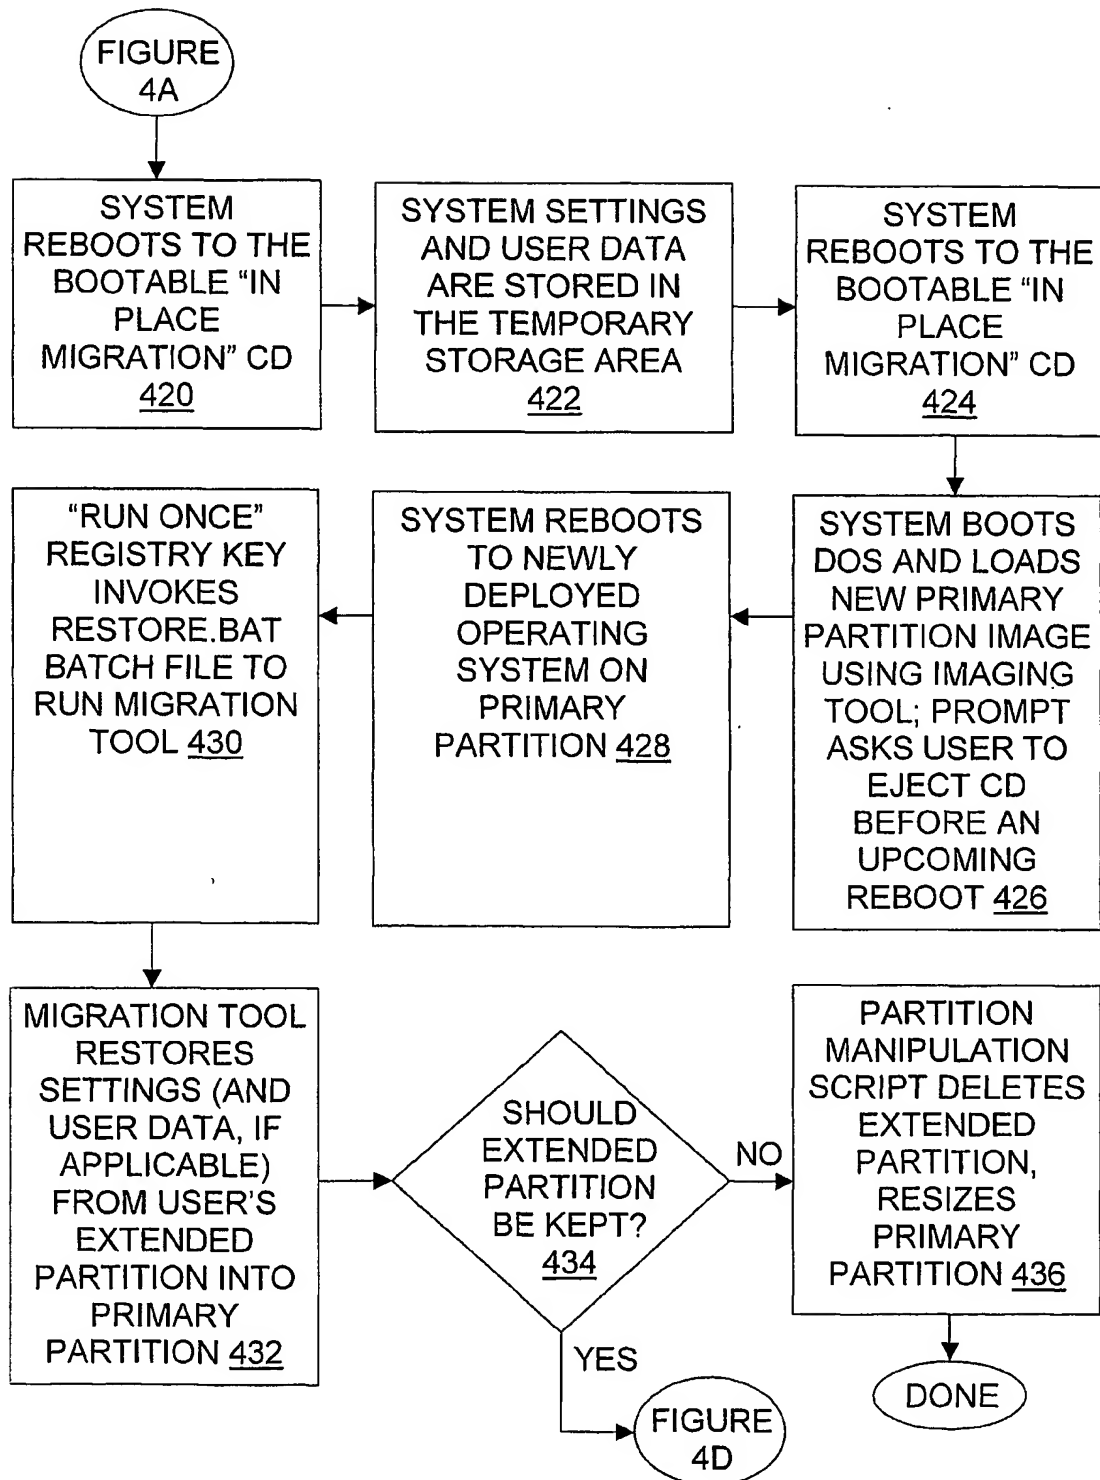 FIGURE
4A
SYSTEM
REBOOTS TO THE
BOOTABLE “IN
PLACE
MIGRATION” CD
420
SYSTEM SETTINGS
AND USER DATA
ARE STORED IN
THE TEMPORARY
STORAGE AREA
422
SYSTEM
REBOOTS TO THE
BOOTABLE “IN
PLACE
MIGRATION” CD
424
SYSTEM BOOTS
DOS AND LOADS
NEW PRIMARY
PARTITION IMAGE
USING IMAGING
TOOL; PROMPT
ASKS USER TO
EJECT CD
BEFORE AN
UPCOMING
REBOOT 426
SYSTEM REBOOTS
TO NEWLY
DEPLOYED
OPERATING
SYSTEM ON
PRIMARY
PARTITION 428
“RUN ONCE”
REGISTRY KEY
INVOKES
RESTORE.BAT
BATCH FILE TO
RUN MIGRATION
TOOL 430
MIGRATION TOOL
RESTORES
SETTINGS (AND
USER DATA, IF
APPLICABLE)
FROM USER’S
EXTENDED
PARTITION INTO
PRIMARY
PARTITION 432
SHOULD
EXTENDED
PARTITION
BE KEPT?
434
NO
PARTITION
MANIPULATION
SCRIPT DELETES
EXTENDED
PARTITION,
RESIZES
PRIMARY
PARTITION 436
YES
DONE
FIGURE
4D